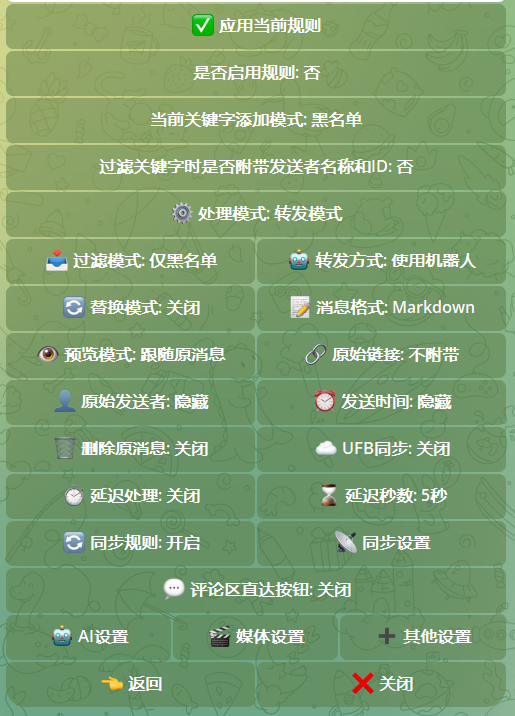 ✅ 应用当前规则
是否启用规则: 否
当前关键字添加模式: 黑名单
过滤关键字时是否附带发送者名称和ID: 否
⚙️ 处理模式: 转发模式
📥 过滤模式: 仅黑名单
🤖 转发方式: 使用机器人
🔄 替换模式: 关闭
📝 消息格式: Markdown
👁️ 预览模式: 跟随原消息
🔗 原始链接: 不附带
👤 原始发送者: 隐藏
⏰ 发送时间: 隐藏
🗑️ 删除原消息: 关闭
☁️ UFB同步: 关闭
⏱️ 延迟处理: 关闭
⌛ 延迟秒数: 5秒
🔄 同步规则: 开启
📡 同步设置
💬 评论区直达按钮: 关闭
🤖 AI设置
🎬 媒体设置
➕ 其他设置
👈 返回
❌ 关闭